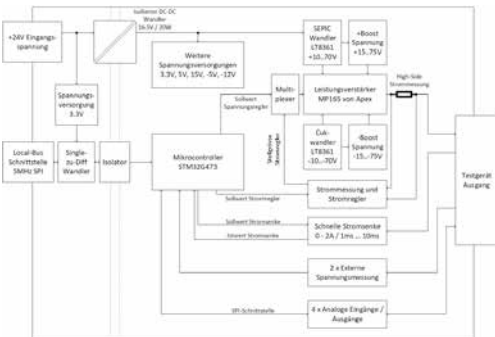 Isolierter DC-DC
Wandler
16.5V / 20W
+24V Eingangs-
spannung
Weitere
Spannungsversorgungen
3.3V, 5V, 15V, -5V, -12V
SEPIC
Wandler
LT8361
+10..70V
+Boost
Spannung
+15..75V
Spannungs-
versorgung
3.3V
Sollwert
Spannungsregler
Multi-
plexer
Leistungsverstärker
MP165 von Apex
High-Side
Strommessung
Local-Bus
Schnittstelle
5MHz SPI
Single-
zu-Diff
Wandler
Isolator
Mikrocontroller
STM32G473
Stromregler
Ćuk-
wandler
LT8361
-10..-70V
-Boost
Spannung
-15..-75V
Testgerät
Ausgang
Sollwert Stromregler
Strommessung und
Stromregler
Sollwert Stromsenke
Istwert Stromsenke
Schnelle Stromsenke
0 - 2A / 1ms ... 10ms
2 x Externe
Spannungsmessung
SPI-Schnittstelle
4 x Analoge Eingänge /
Ausgänge